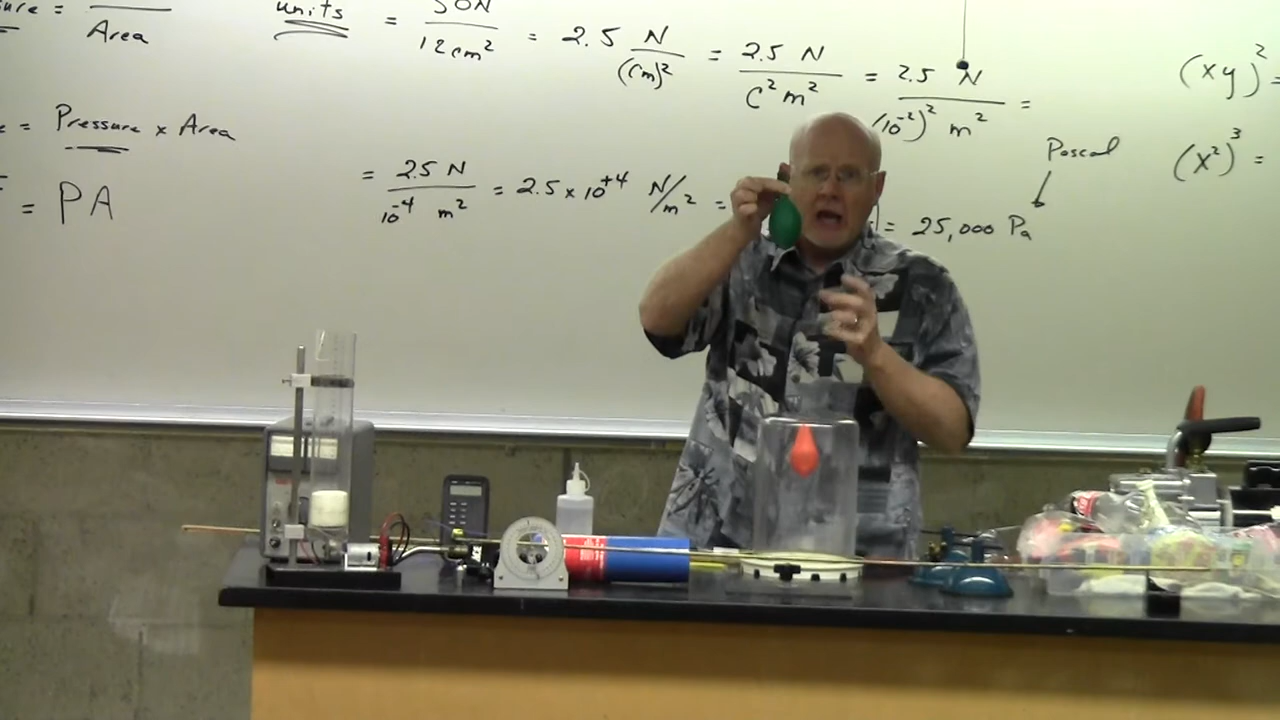 ure = Area
units = 30N / 12cm² = 2.5 N / (cm)² = 2.5 N / c² m² = 2.5 N / (10⁻²)² m² =
(xy)² =
= Pressure × Area
Pascal
(x²)³ =
= PA
= 2.5 N / 10⁻⁴ m² = 2.5 × 10⁺⁴ N/m² =
= 25,000 Pa